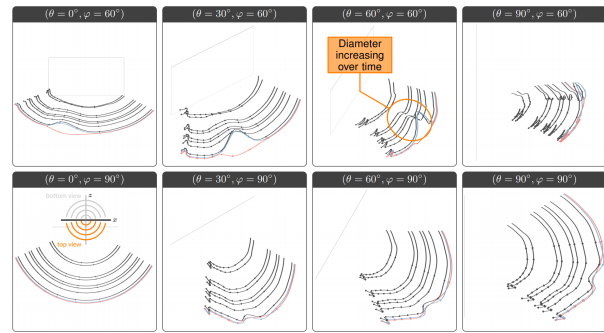 (θ = 0°, φ = 60°)
(θ = 30°, φ = 60°)
(θ = 60°, φ = 60°)
(θ = 90°, φ = 60°)
Diameter
increasing
over time
(θ = 0°, φ = 90°)
(θ = 30°, φ = 90°)
(θ = 60°, φ = 90°)
(θ = 90°, φ = 90°)
bottom view
z
x
top view